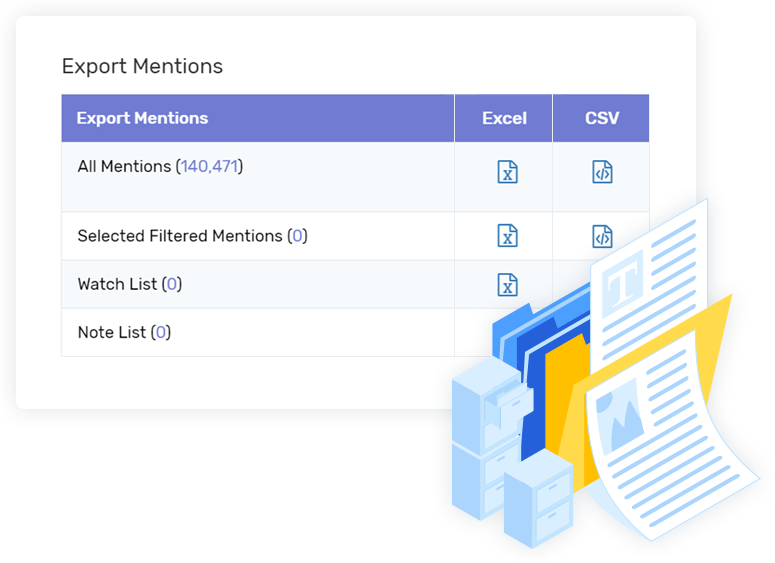 Export Mentions
Export Mentions Excel CSV
All Mentions (140,471)
Selected Filtered Mentions (0)
Watch List (0)
Note List (0)
T